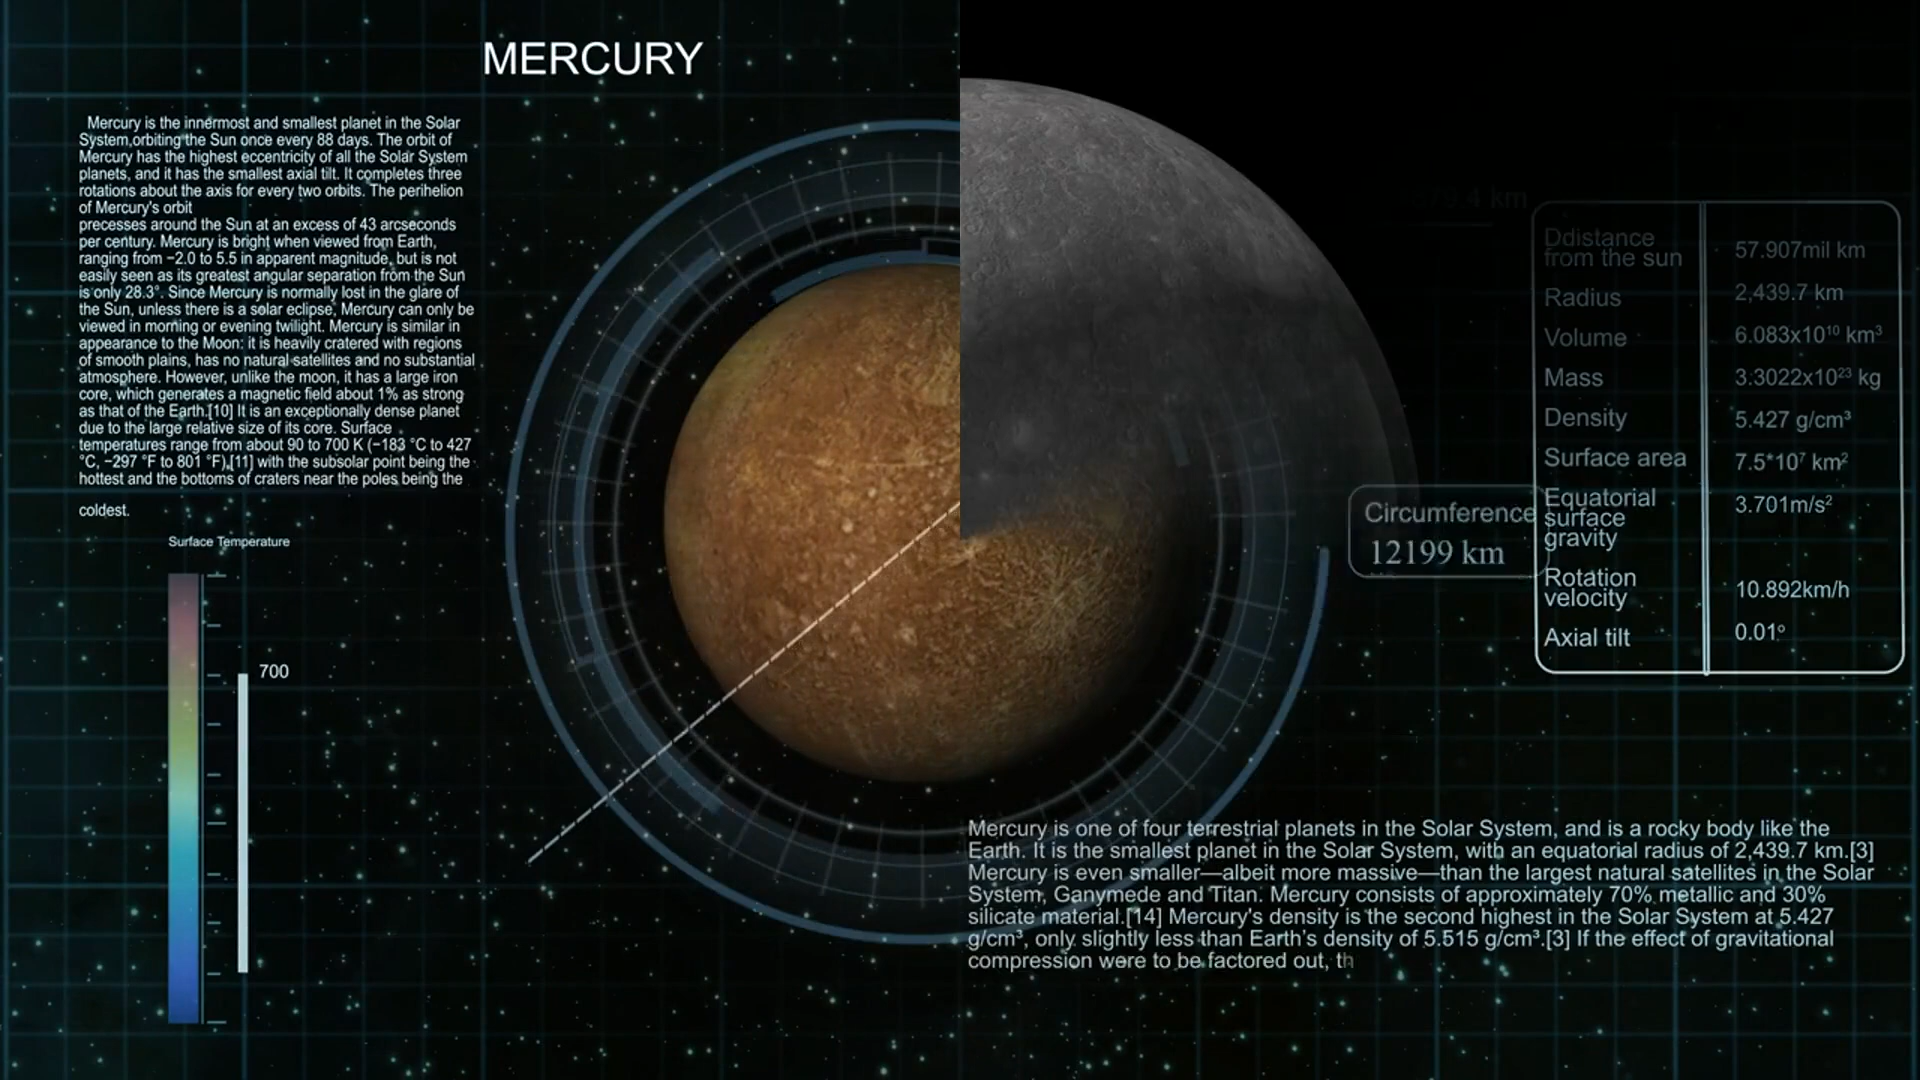 MERCURY
Mercury is the innermost and smallest planet in the Solar
System,orbiting the Sun once every 88 days. The orbit of
Mercury has the highest eccentricity of all the Solar System
planets, and it has the smallest axial tilt. It completes three
rotations about the axis for every two orbits. The perihelion
of Mercury's orbit
precesses around the Sun at an excess of 43 arcseconds
per century. Mercury is bright when viewed from Earth,
ranging from −2.0 to 5.5 in apparent magnitude, but is not
easily seen as its greatest angular separation from the Sun
is only 28.3°. Since Mercury is normally lost in the glare of
the Sun, unless there is a solar eclipse, Mercury can only be
viewed in morning or evening twilight. Mercury is similar in
appearance to the Moon: it is heavily cratered with regions
of smooth plains, has no natural satellites and no substantial
atmosphere. However, unlike the moon, it has a large iron
core, which generates a magnetic field about 1% as strong
as that of the Earth.[10] It is an exceptionally dense planet
due to the large relative size of its core. Surface
temperatures range from about 90 to 700 K (−183 °C to 427
°C, −297 °F to 801 °F),[11] with the subsolar point being the
hottest and the bottoms of craters near the poles being the
coldest.
Surface Temperature
700
9.4 km
Ddistance
from the sun 57.907mil km
Radius 2,439.7 km
Volume 6.083x10¹⁰ km³
Mass 3.3022x10²³ kg
Density 5.427 g/cm³
Surface area 7.5*10⁷ km²
Equatorial 3.701m/s²
surface
gravity
Rotation
velocity 10.892km/h
Axial tilt 0.01°
Circumference
12199 km
Mercury is one of four terrestrial planets in the Solar System, and is a rocky body like the
Earth. It is the smallest planet in the Solar System, with an equatorial radius of 2,439.7 km.[3]
Mercury is even smaller—albeit more massive—than the largest natural satellites in the Solar
System, Ganymede and Titan. Mercury consists of approximately 70% metallic and 30%
silicate material.[14] Mercury's density is the second highest in the Solar System at 5.427
g/cm³, only slightly less than Earth's density of 5.515 g/cm³.[3] If the effect of gravitational
compression were to be factored out, th